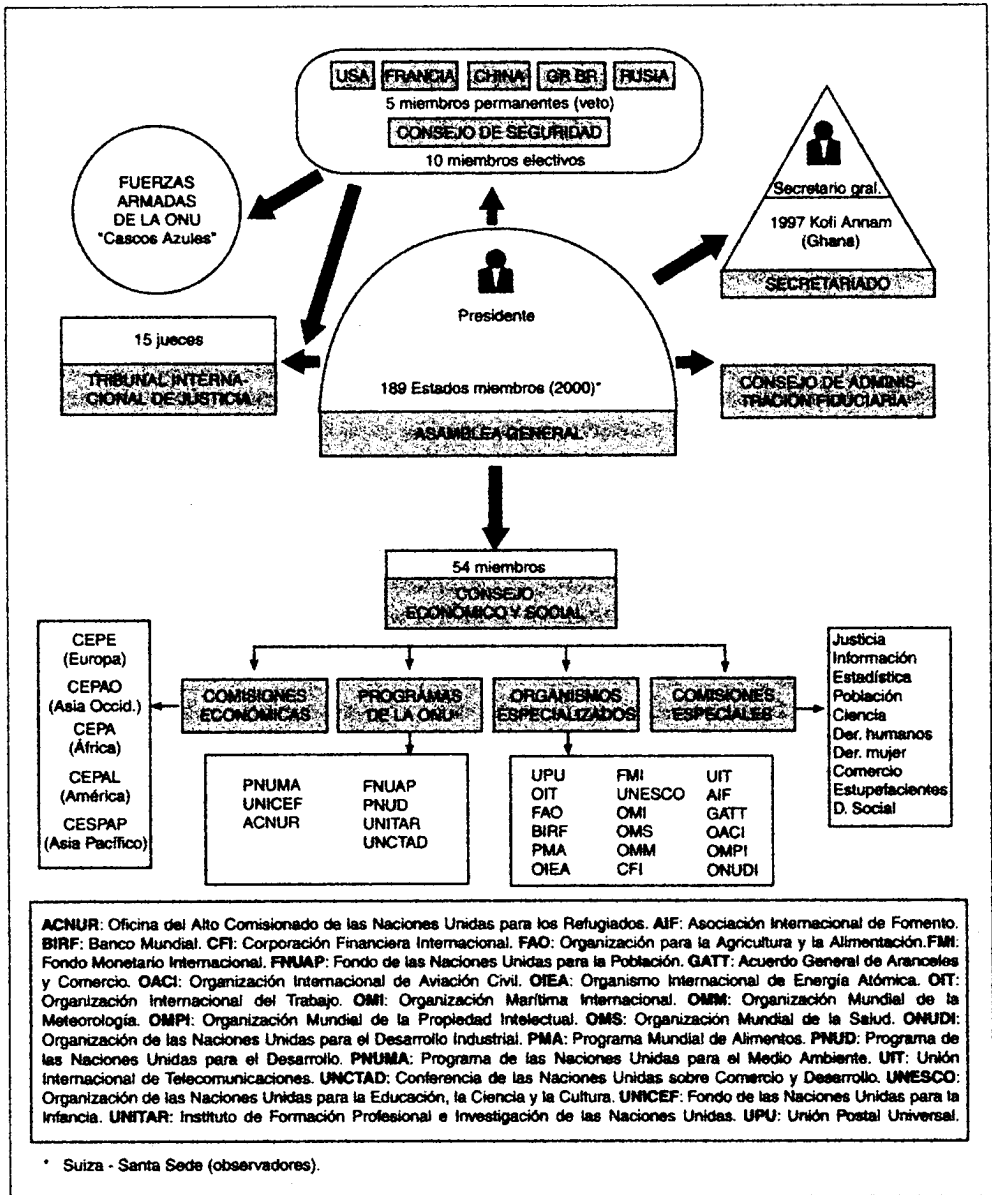 USA FRANCIA CHINA GR BR RUSIA
5 miembros permanentes (veto)
CONSEJO DE SEGURIDAD
10 miembros electivos
FUERZAS
ARMADAS
DE LA ONU
"Cascos Azules"
Secretario gral.
1997 Kofi Annam
(Ghana)
SECRETARIADO
Presidente
189 Estados miembros (2000)*
ASAMBLEA GENERAL
15 jueces
TRIBUNAL INTERNA-
CIONAL DE JUSTICIA
CONSEJO DE ADMINIS-
TRACIÓN FIDUCIARIA
54 miembros
CONSEJO
ECONÓMICO Y SOCIAL
CEPE
(Europa)
CEPAO
(Asia Occid.)
CEPA
(África)
CEPAL
(América)
CESPAP
(Asia Pacífico)
COMISIONES
ECONÓMICAS
PROGRAMAS
DE LA ONU
ORGANISMOS
ESPECIALIZADOS
COMISIONES
ESPECIALES
Justicia
Información
Estadística
Población
Ciencia
Der. humanos
Der. mujer
Comercio
Estupefacientes
D. Social
PNUMA
UNICEF
ACNUR
FNUAP
PNUD
UNITAR
UNCTAD
UPU FMI UIT
OIT UNESCO AIF
FAO OMI GATT
BIRF OMS OACI
PMA OMM OMPI
OIEA CFI ONUDI
ACNUR: Oficina del Alto Comisionado de las Naciones Unidas para los Refugiados. AIF: Asociación Internacional de Fomento.
BIRF: Banco Mundial. CFI: Corporación Financiera Internacional. FAO: Organización para la Agricultura y la Alimentación.FMI:
Fondo Monetario Internacional. FNUAP: Fondo de las Naciones Unidas para la Población. GATT: Acuerdo General de Aranceles
y Comercio. OACI: Organización Internacional de Aviación Civil. OIEA: Organismo Internacional de Energía Atómica. OIT:
Organización Internacional del Trabajo. OMI: Organización Marítima Internacional. OMM: Organización Mundial de la
Meteorología. OMPI: Organización Mundial de la Propiedad Intelectual. OMS: Organización Mundial de la Salud. ONUDI:
Organización de las Naciones Unidas para el Desarrollo Industrial. PMA: Programa Mundial de Alimentos. PNUD: Programa de
las Naciones Unidas para el Desarrollo. PNUMA: Programa de las Naciones Unidas para el Medio Ambiente. UIT: Unión
Internacional de Telecomunicaciones. UNCTAD: Conferencia de las Naciones Unidas sobre Comercio y Desarrollo. UNESCO:
Organización de las Naciones Unidas para la Educación, la Ciencia y la Cultura. UNICEF: Fondo de las Naciones Unidas para la
Infancia. UNITAR: Instituto de Formación Profesional e Investigación de las Naciones Unidas. UPU: Unión Postal Universal.
* Suiza - Santa Sede (observadores).